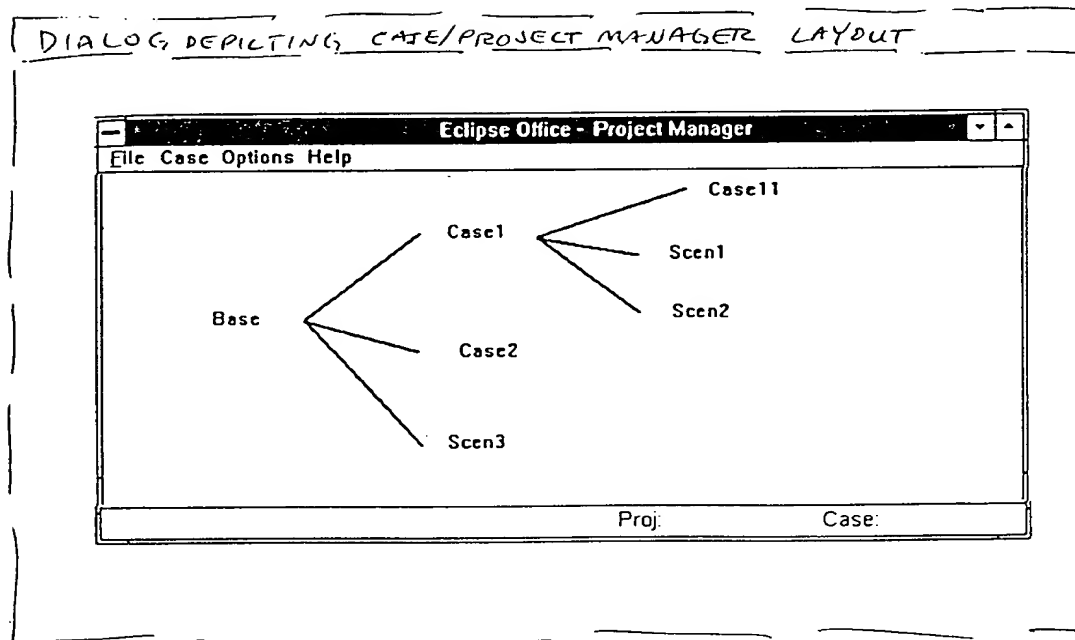 DIALOG DEPICTING CASE/PROJECT MANAGER LAYOUT
Eclipse Office - Project Manager
File Case Options Help
Case11
Case1
Scen1
Scen2
Base
Case2
Scen3
Proj: Case: